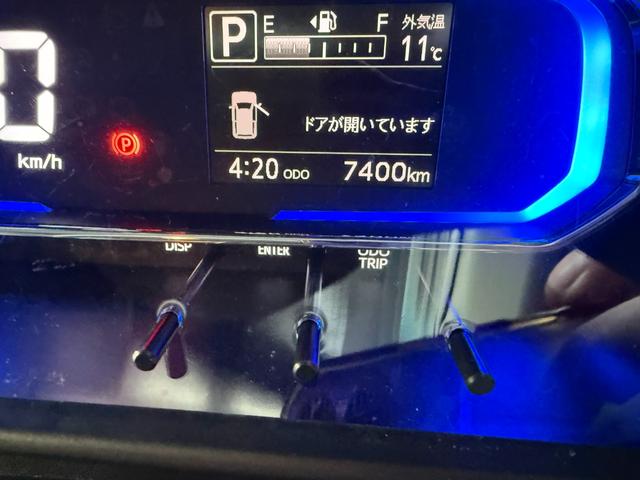 0
km/h
P
E F 外気温
11℃
ドアが開いています
4:20 ODO 7400km
DISP ENTER ODO
TRIP